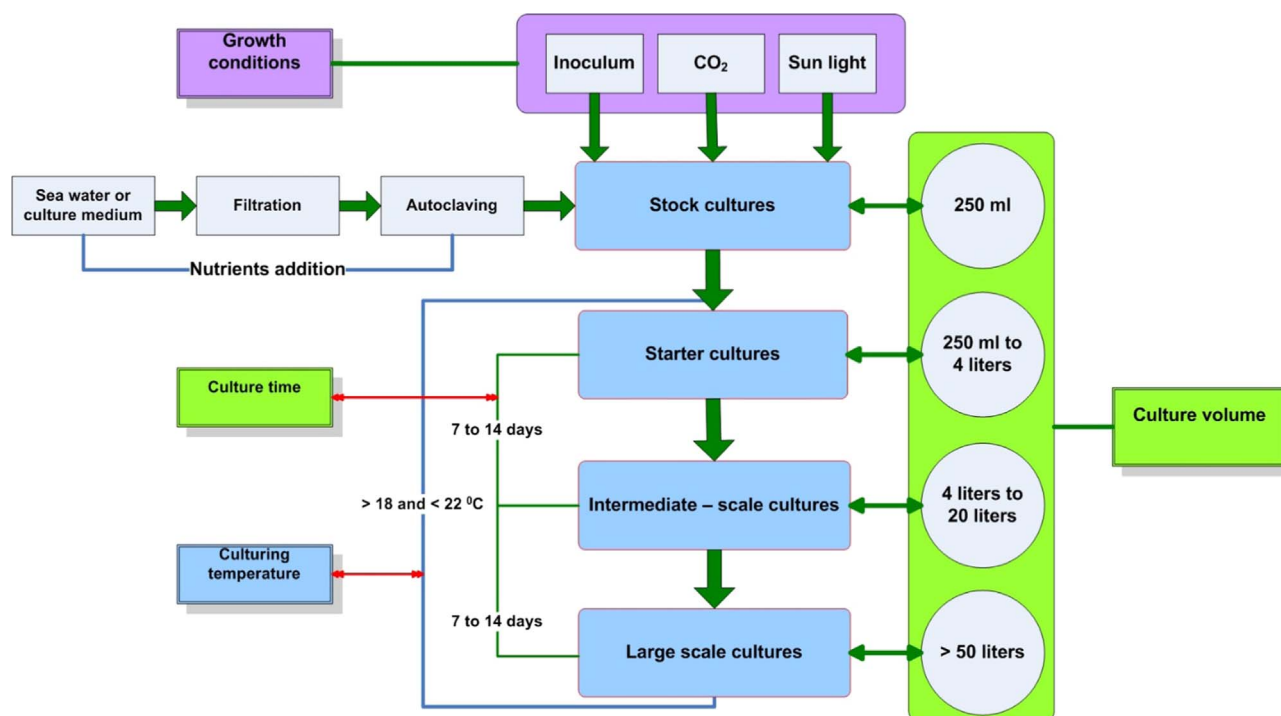 Growth
conditions
Inoculum
CO₂
Sun light
Sea water or
culture medium
Filtration
Autoclaving
Stock cultures
250 ml
Nutrients addition
Starter cultures
250 ml to
4 liters
Culture time
7 to 14 days
Culture volume
> 18 and < 22 ⁰C
Intermediate – scale cultures
4 liters to
20 liters
Culturing
temperature
7 to 14 days
Large scale cultures
> 50 liters